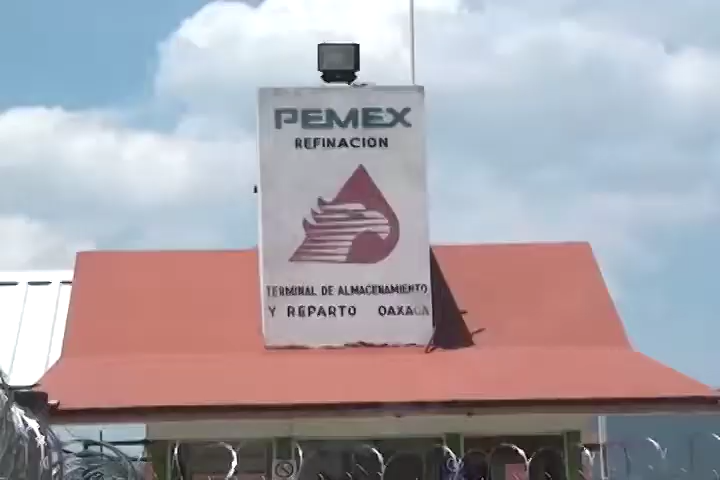 PEMEX
REFINACION
TERMINAL DE ALMACENAMIENTO
Y REPARTO OAXACA